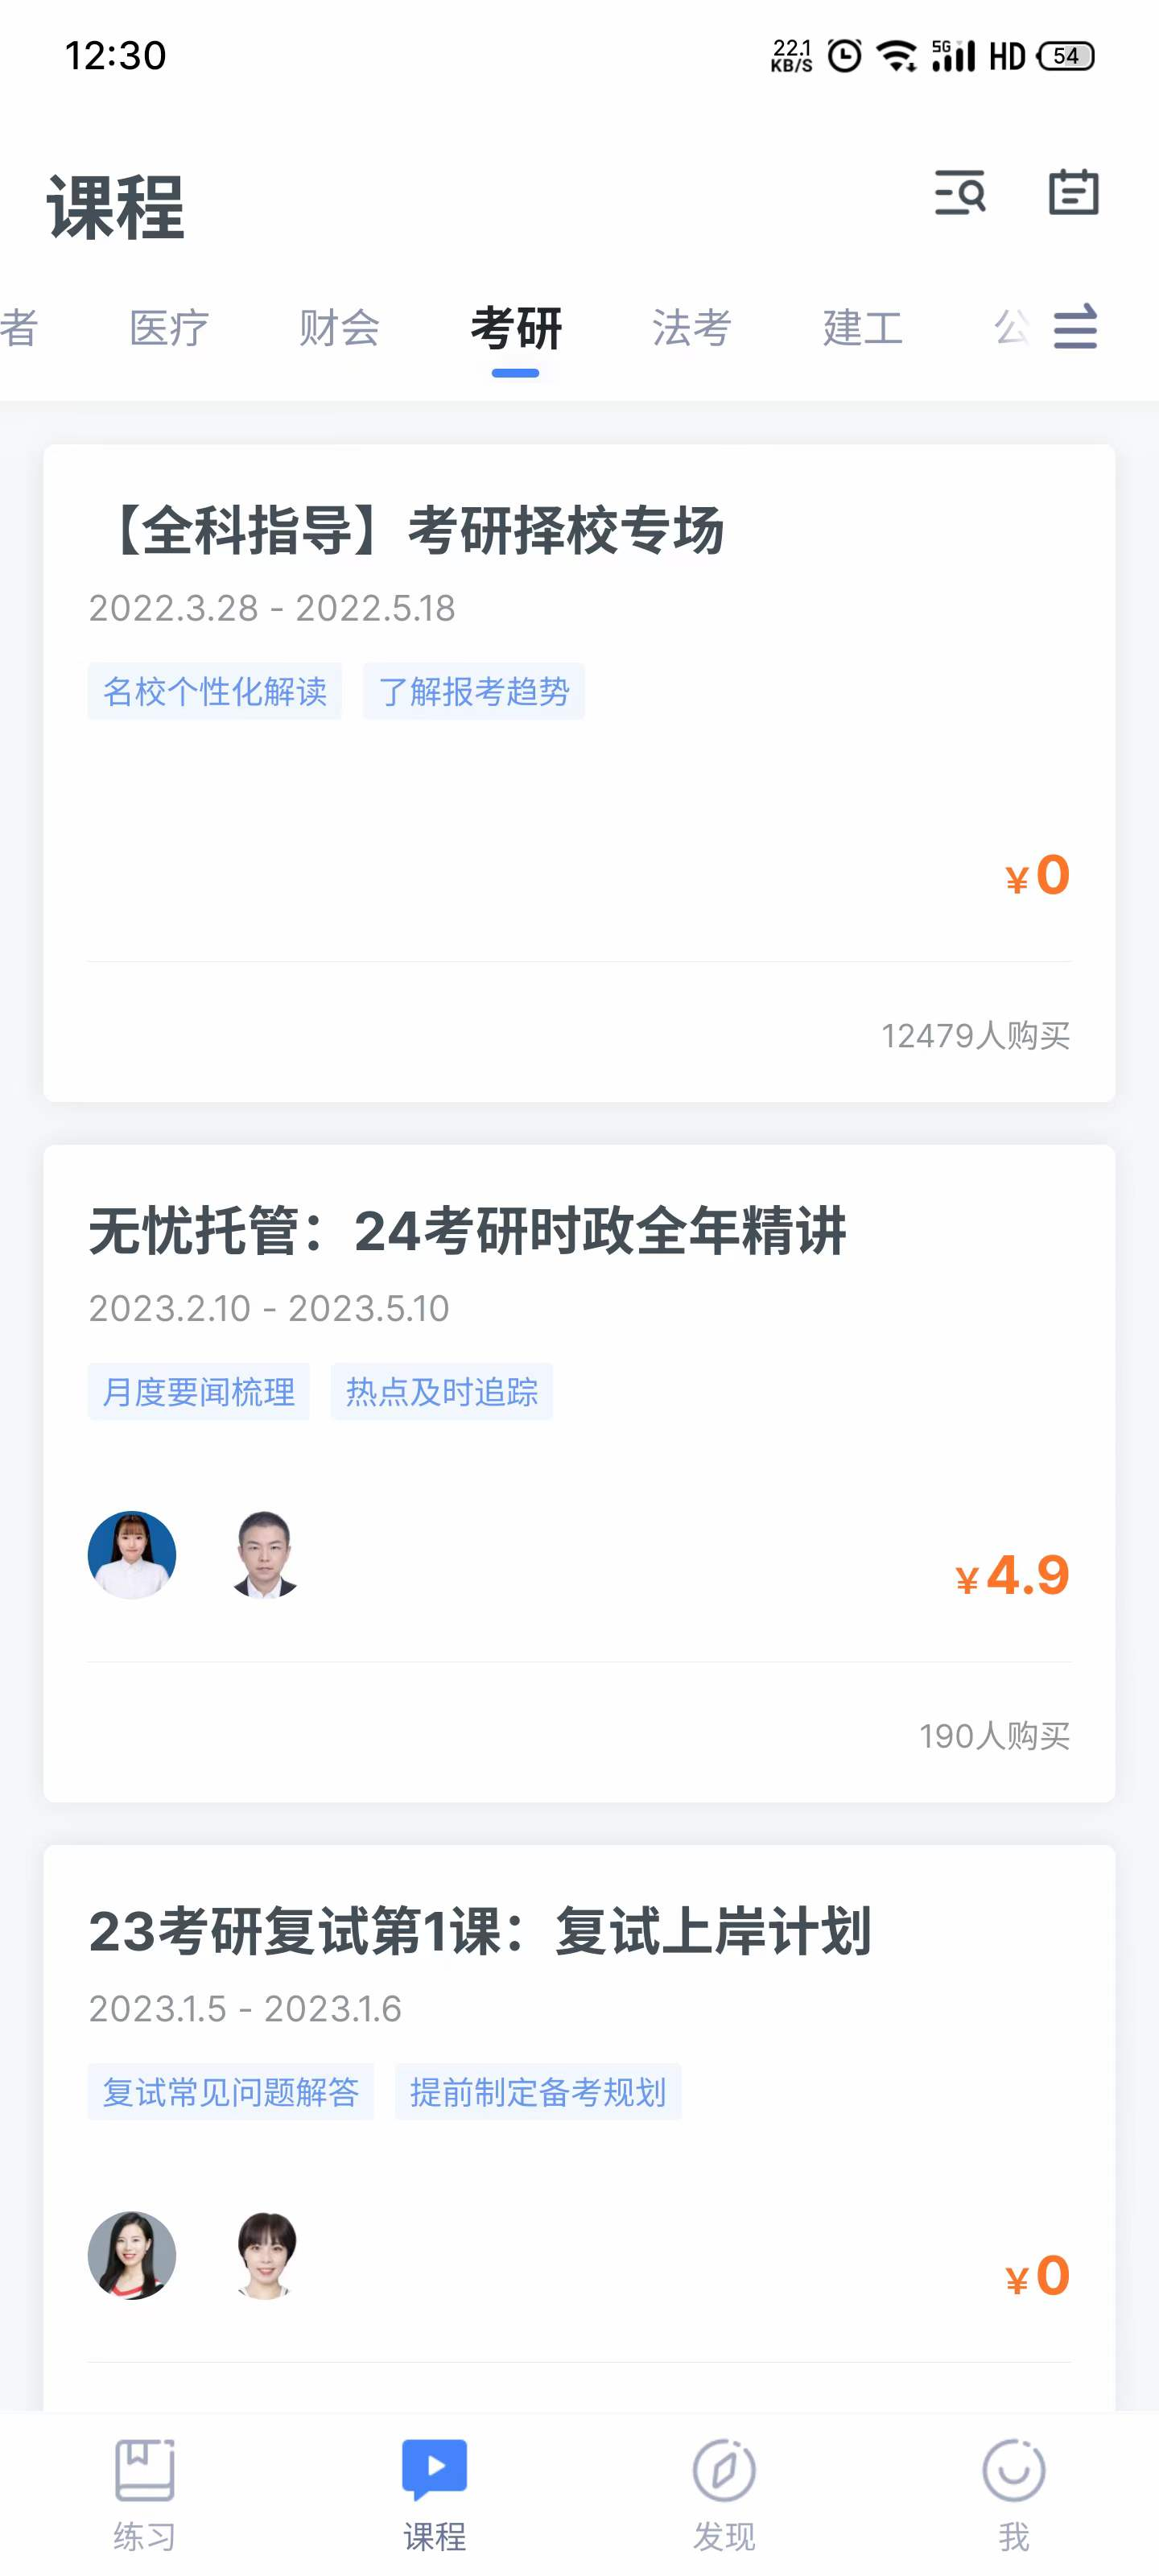 12:30
22.1 KB/S 5G HD 54
课程
者 医疗 财会 考研 法考 建工 公
【全科指导】考研择校专场
2022.3.28 - 2022.5.18
名校个性化解读 了解报考趋势
¥0
12479人购买
无忧托管：24考研时政全年精讲
2023.2.10 - 2023.5.10
月度要闻梳理 热点及时追踪
¥4.9
190人购买
23考研复试第1课：复试上岸计划
2023.1.5 - 2023.1.6
复试常见问题解答 提前制定备考规划
¥0
练习 课程 发现 我